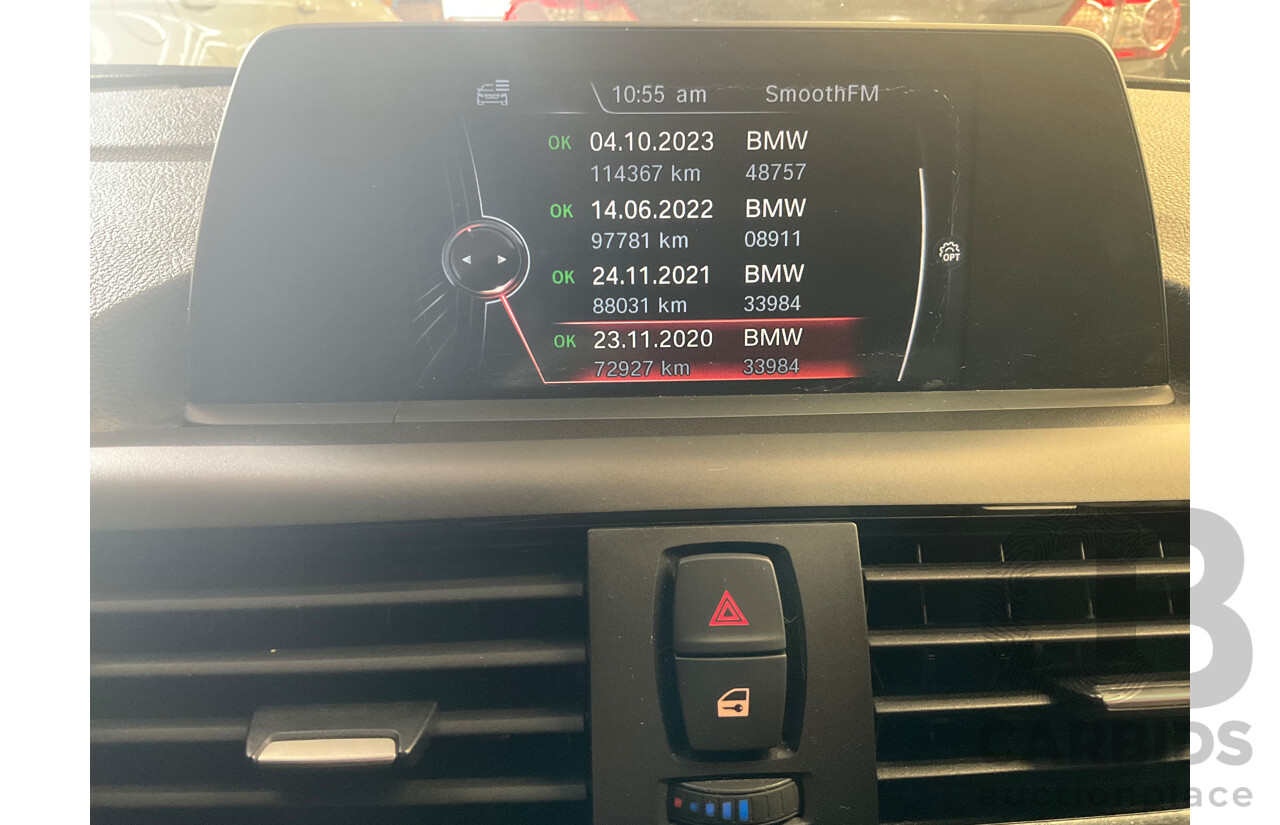 10:55 am SmoothFM
OK 04.10.2023 BMW
114367 km 48757
OK 14.06.2022 BMW
97781 km 08911
OK 24.11.2021 BMW
88031 km 33984
OK 23.11.2020 BMW
72927 km 33984
OPT
B
CARBIDS
auctionplace